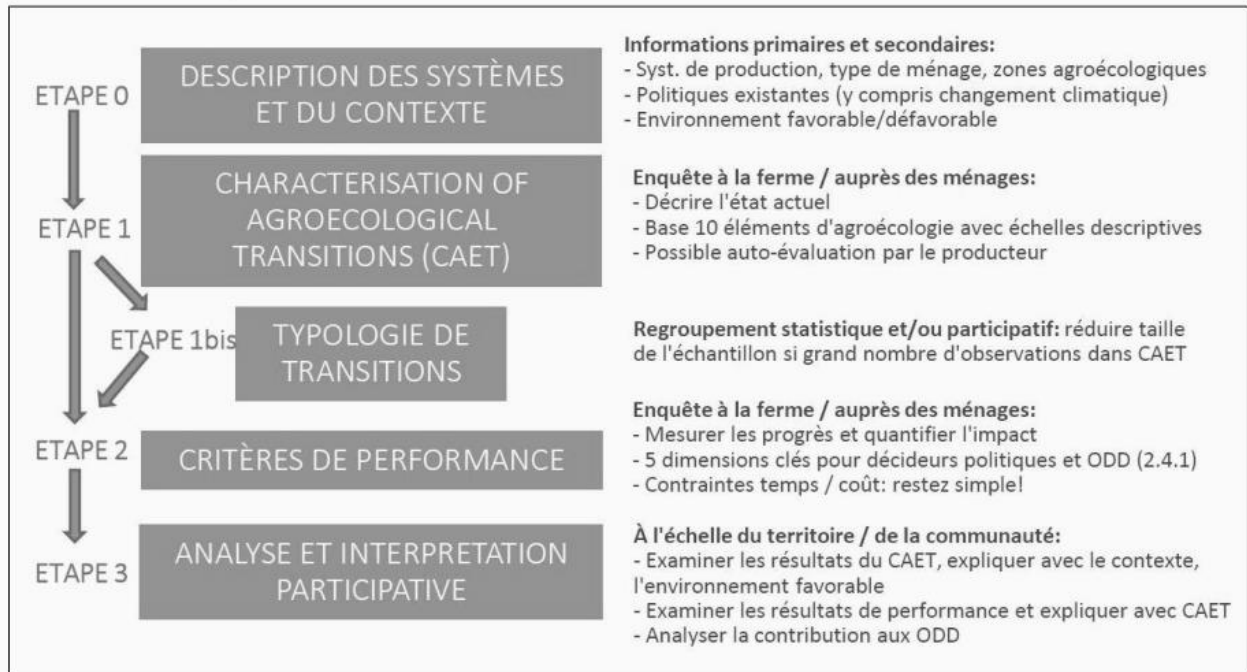 ETAPE 0
DESCRIPTION DES SYSTÈMES
ET DU CONTEXTE
Informations primaires et secondaires:
- Syst. de production, type de ménage, zones agroécologiques
- Politiques existantes (y compris changement climatique)
- Environnement favorable/défavorable
ETAPE 1
CHARACTERISATION OF
AGROECOLOGICAL
TRANSITIONS (CAET)
Enquête à la ferme / auprès des ménages:
- Décrire l'état actuel
- Base 10 éléments d'agroécologie avec échelles descriptives
- Possible auto-évaluation par le producteur
ETAPE 1bis
TYPOLOGIE DE
TRANSITIONS
Regroupement statistique et/ou participatif: réduire taille
de l'échantillon si grand nombre d'observations dans CAET
ETAPE 2
CRITÈRES DE PERFORMANCE
Enquête à la ferme / auprès des ménages:
- Mesurer les progrès et quantifier l'impact
- 5 dimensions clés pour décideurs politiques et ODD (2.4.1)
- Contraintes temps / coût: restez simple!
ETAPE 3
ANALYSE ET INTERPRETATION
PARTICIPATIVE
À l'échelle du territoire / de la communauté:
- Examiner les résultats du CAET, expliquer avec le contexte,
l'environnement favorable
- Examiner les résultats de performance et expliquer avec CAET
- Analyser la contribution aux ODD